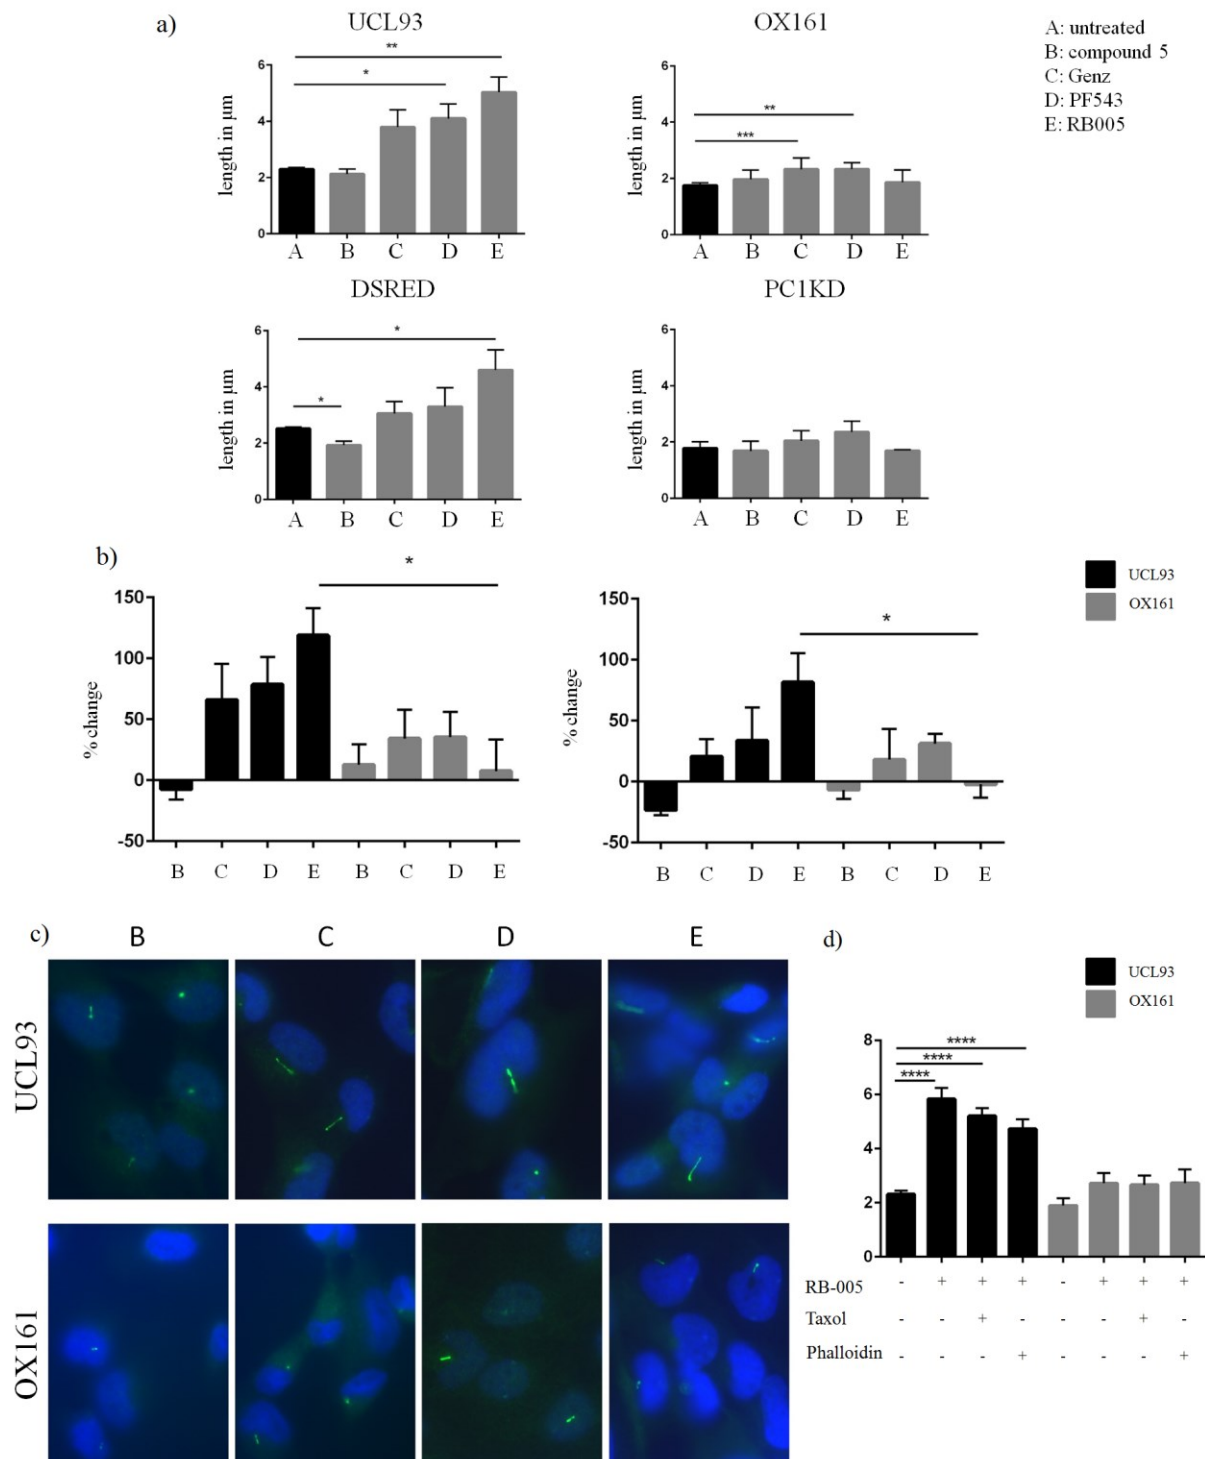 a)
UCL93
OX161
A: untreated
B: compound 5
C: Genz
D: PF543
E: RB005
length in µm
6
4
2
0
**
*
A B C D E
length in µm
6
4
2
0
**
***
A B C D E
DSRED
PC1KD
length in µm
6
4
2
0
*
*
A B C D E
length in µm
6
4
2
0
A B C D E
b)
UCL93
OX161
% change
150
100
50
0
-50
*
B C D E B C D E
% change
150
100
50
0
-50
*
B C D E B C D E
c)
B C D E
UCL93
OX161
d)
UCL93
OX161
8
6
4
2
0
****
****
****
RB-005 - + + + - + + +
Taxol - - + - - - + -
Phalloidin - - - + - - - +